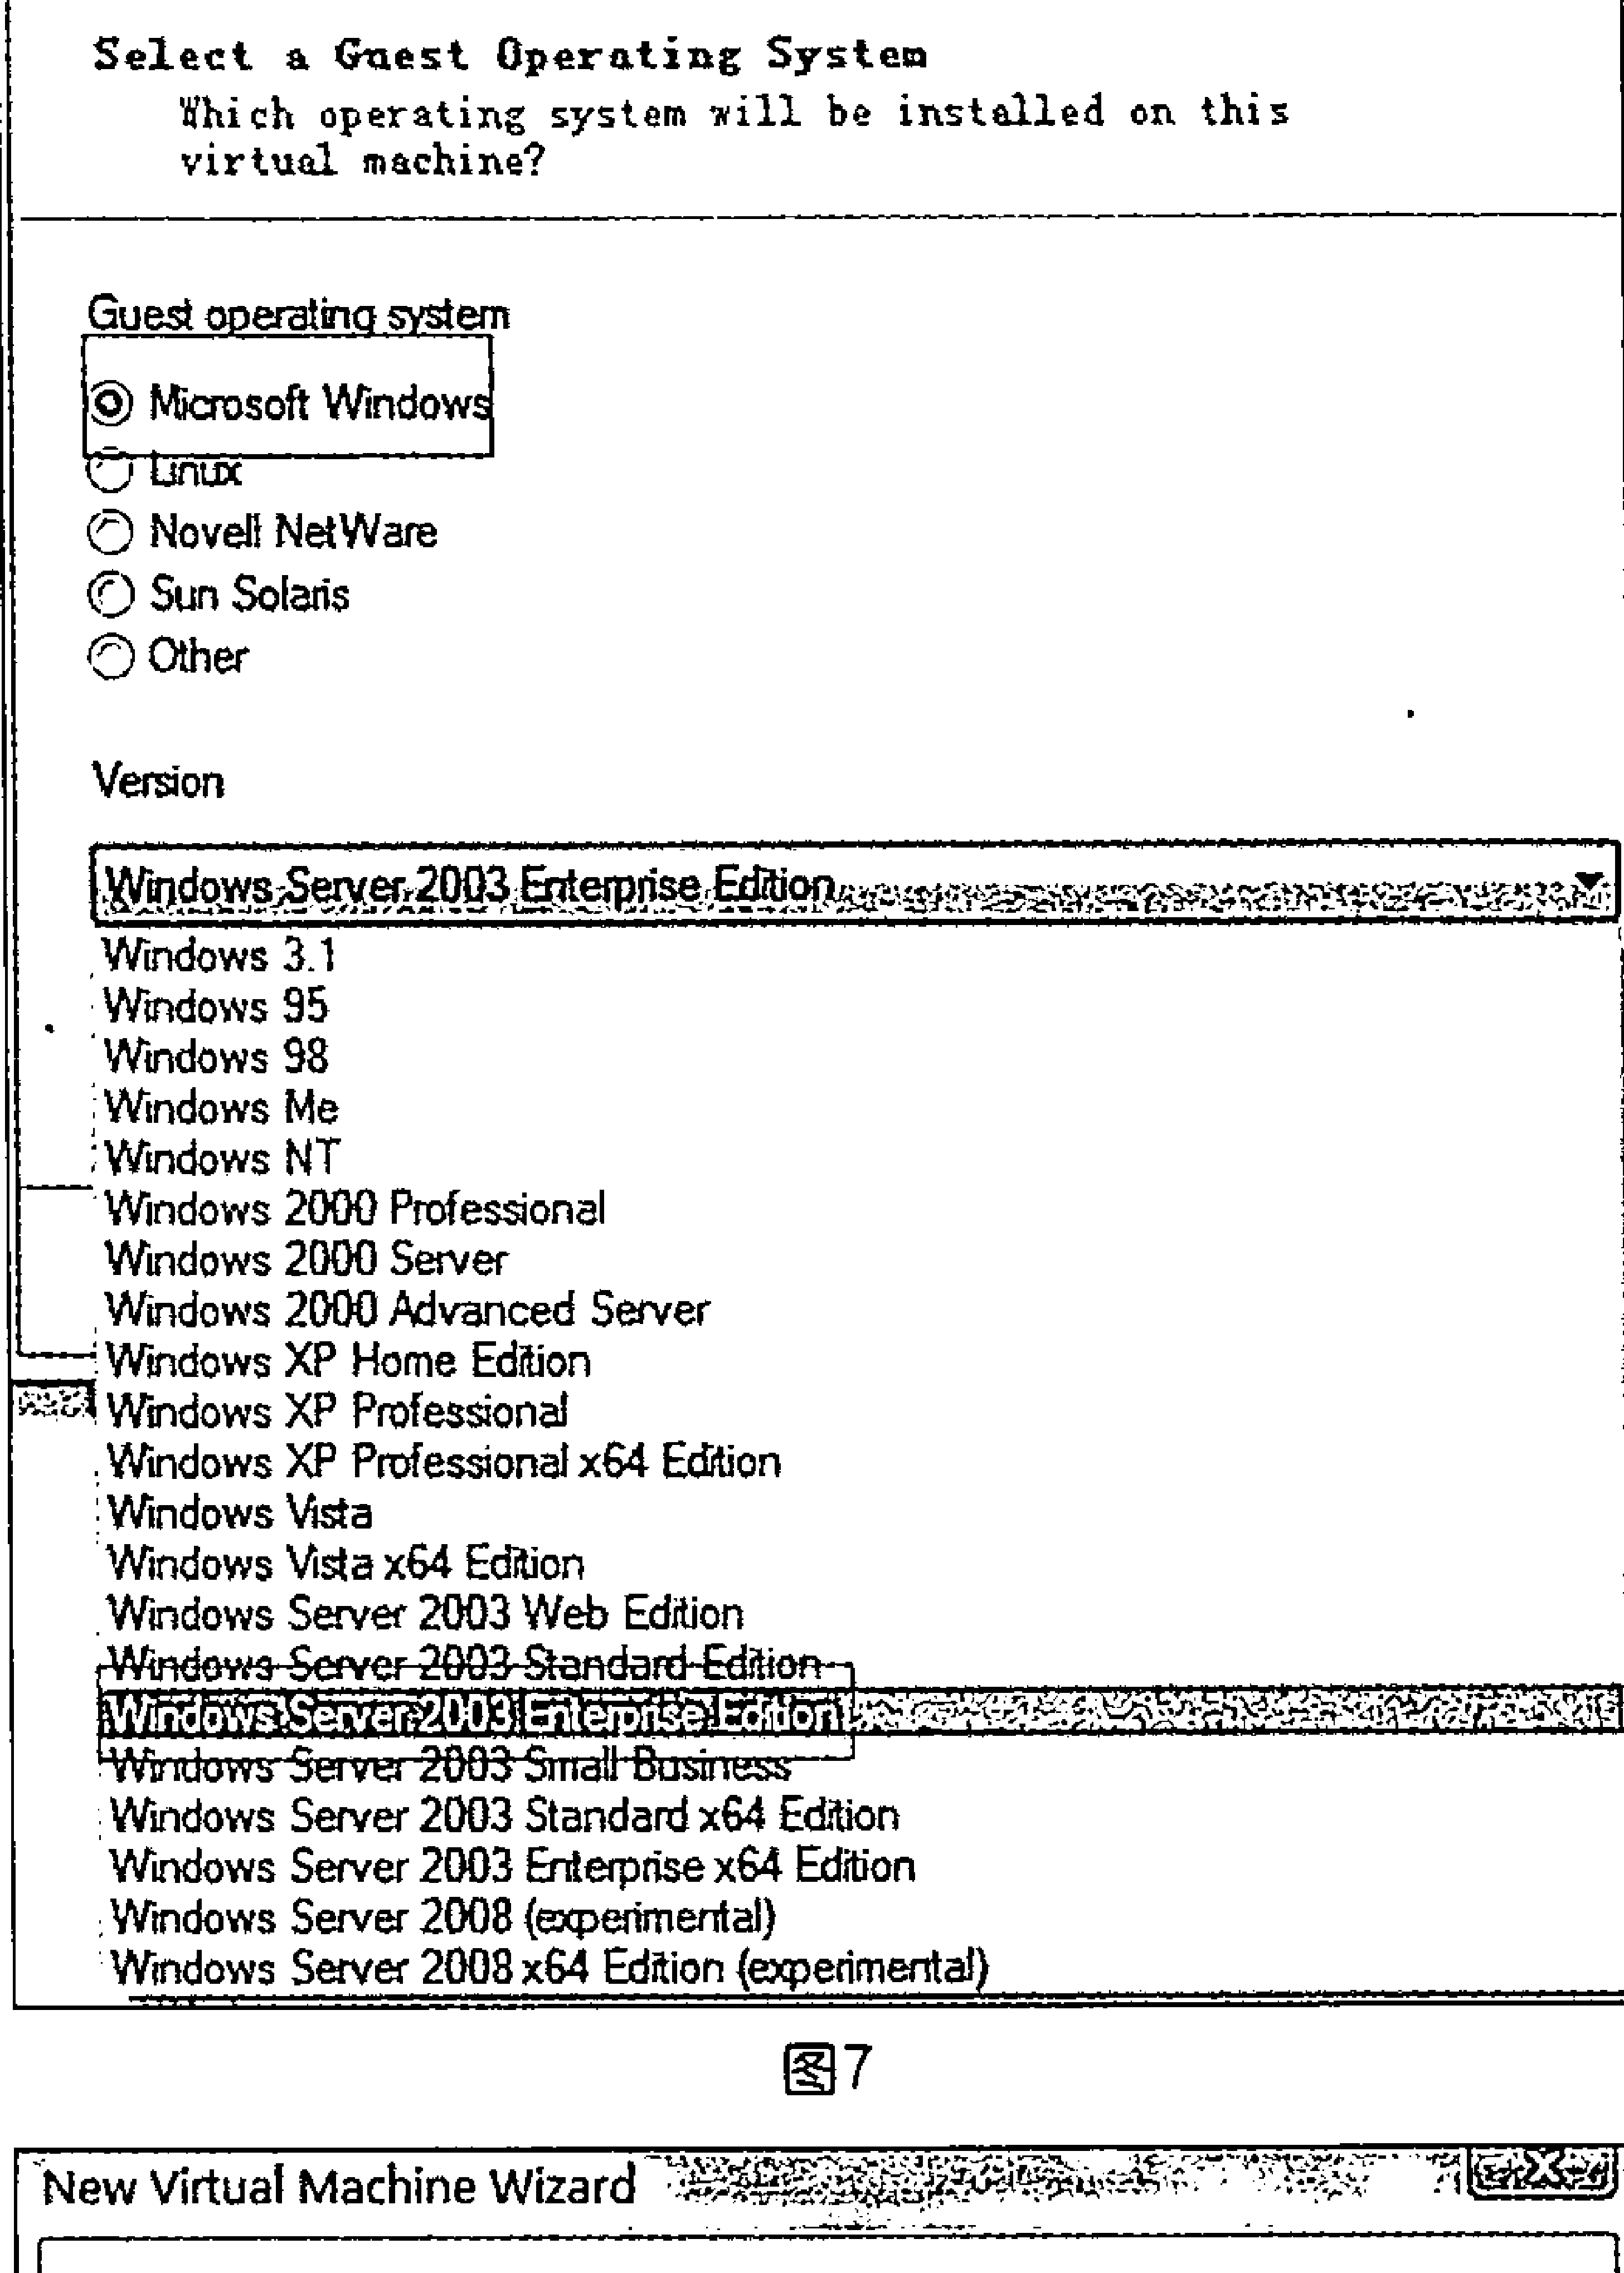 Select a Guest Operating System
Which operating system will be installed on this
virtual machine?
Guest operating system
Microsoft Windows
Linux
Novell NetWare
Sun Solaris
Other
Version
Windows Server 2003 Enterprise Edition
Windows 3.1
Windows 95
Windows 98
Windows Me
Windows NT
Windows 2000 Professional
Windows 2000 Server
Windows 2000 Advanced Server
Windows XP Home Edition
Windows XP Professional
Windows XP Professional x64 Edition
Windows Vista
Windows Vista x64 Edition
Windows Server 2003 Web Edition
Windows Server 2003 Standard Edition
Windows Server 2003 Enterprise Edition
Windows Server 2003 Small Business
Windows Server 2003 Standard x64 Edition
Windows Server 2003 Enterprise x64 Edition
Windows Server 2008 (experimental)
Windows Server 2008 x64 Edition (experimental)
图7
New Virtual Machine Wizard